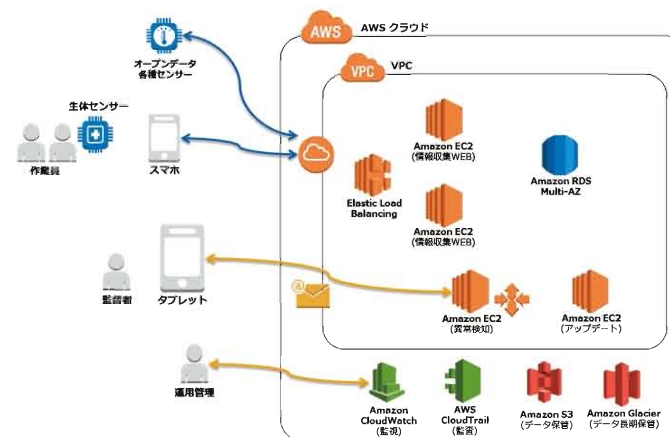 AWS
AWS クラウド
VPC
VPC
オープンデータ
各種センサー
生体センサー
作業員
スマホ
Amazon EC2
(情報収集WEB)
Elastic Load
Balancing
Amazon RDS
Multi-AZ
Amazon EC2
(情報収集WEB)
監督者
タブレット
@
Amazon EC2
(異常検知)
Amazon EC2
(アップデート)
運用管理
Amazon
CloudWatch
(監視)
AWS
CloudTrail
(監査)
Amazon S3
(データ保管)
Amazon Glacier
(データ長期保管)